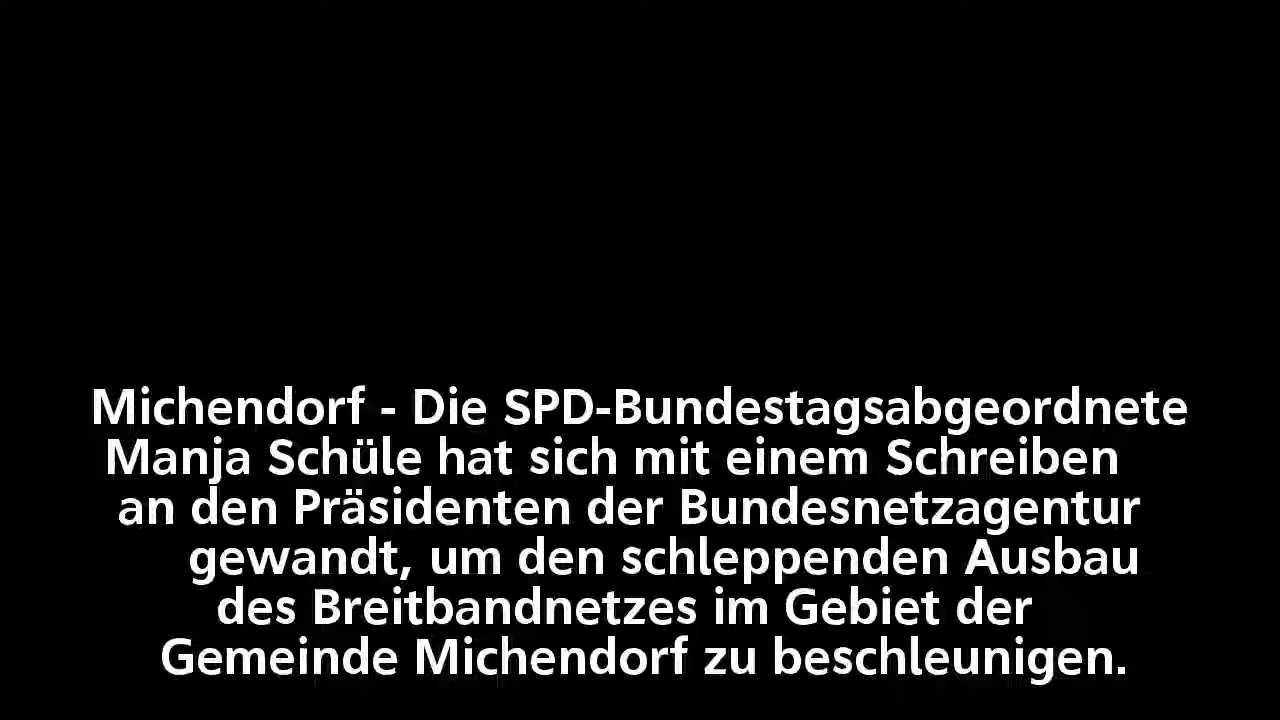 Michendorf - Die SPD-Bundestagsabgeordnete
Manja Schüle hat sich mit einem Schreiben
an den Präsidenten der Bundesnetzagentur
gewandt, um den schleppenden Ausbau
des Breitbandnetzes im Gebiet der
Gemeinde Michendorf zu beschleunigen.